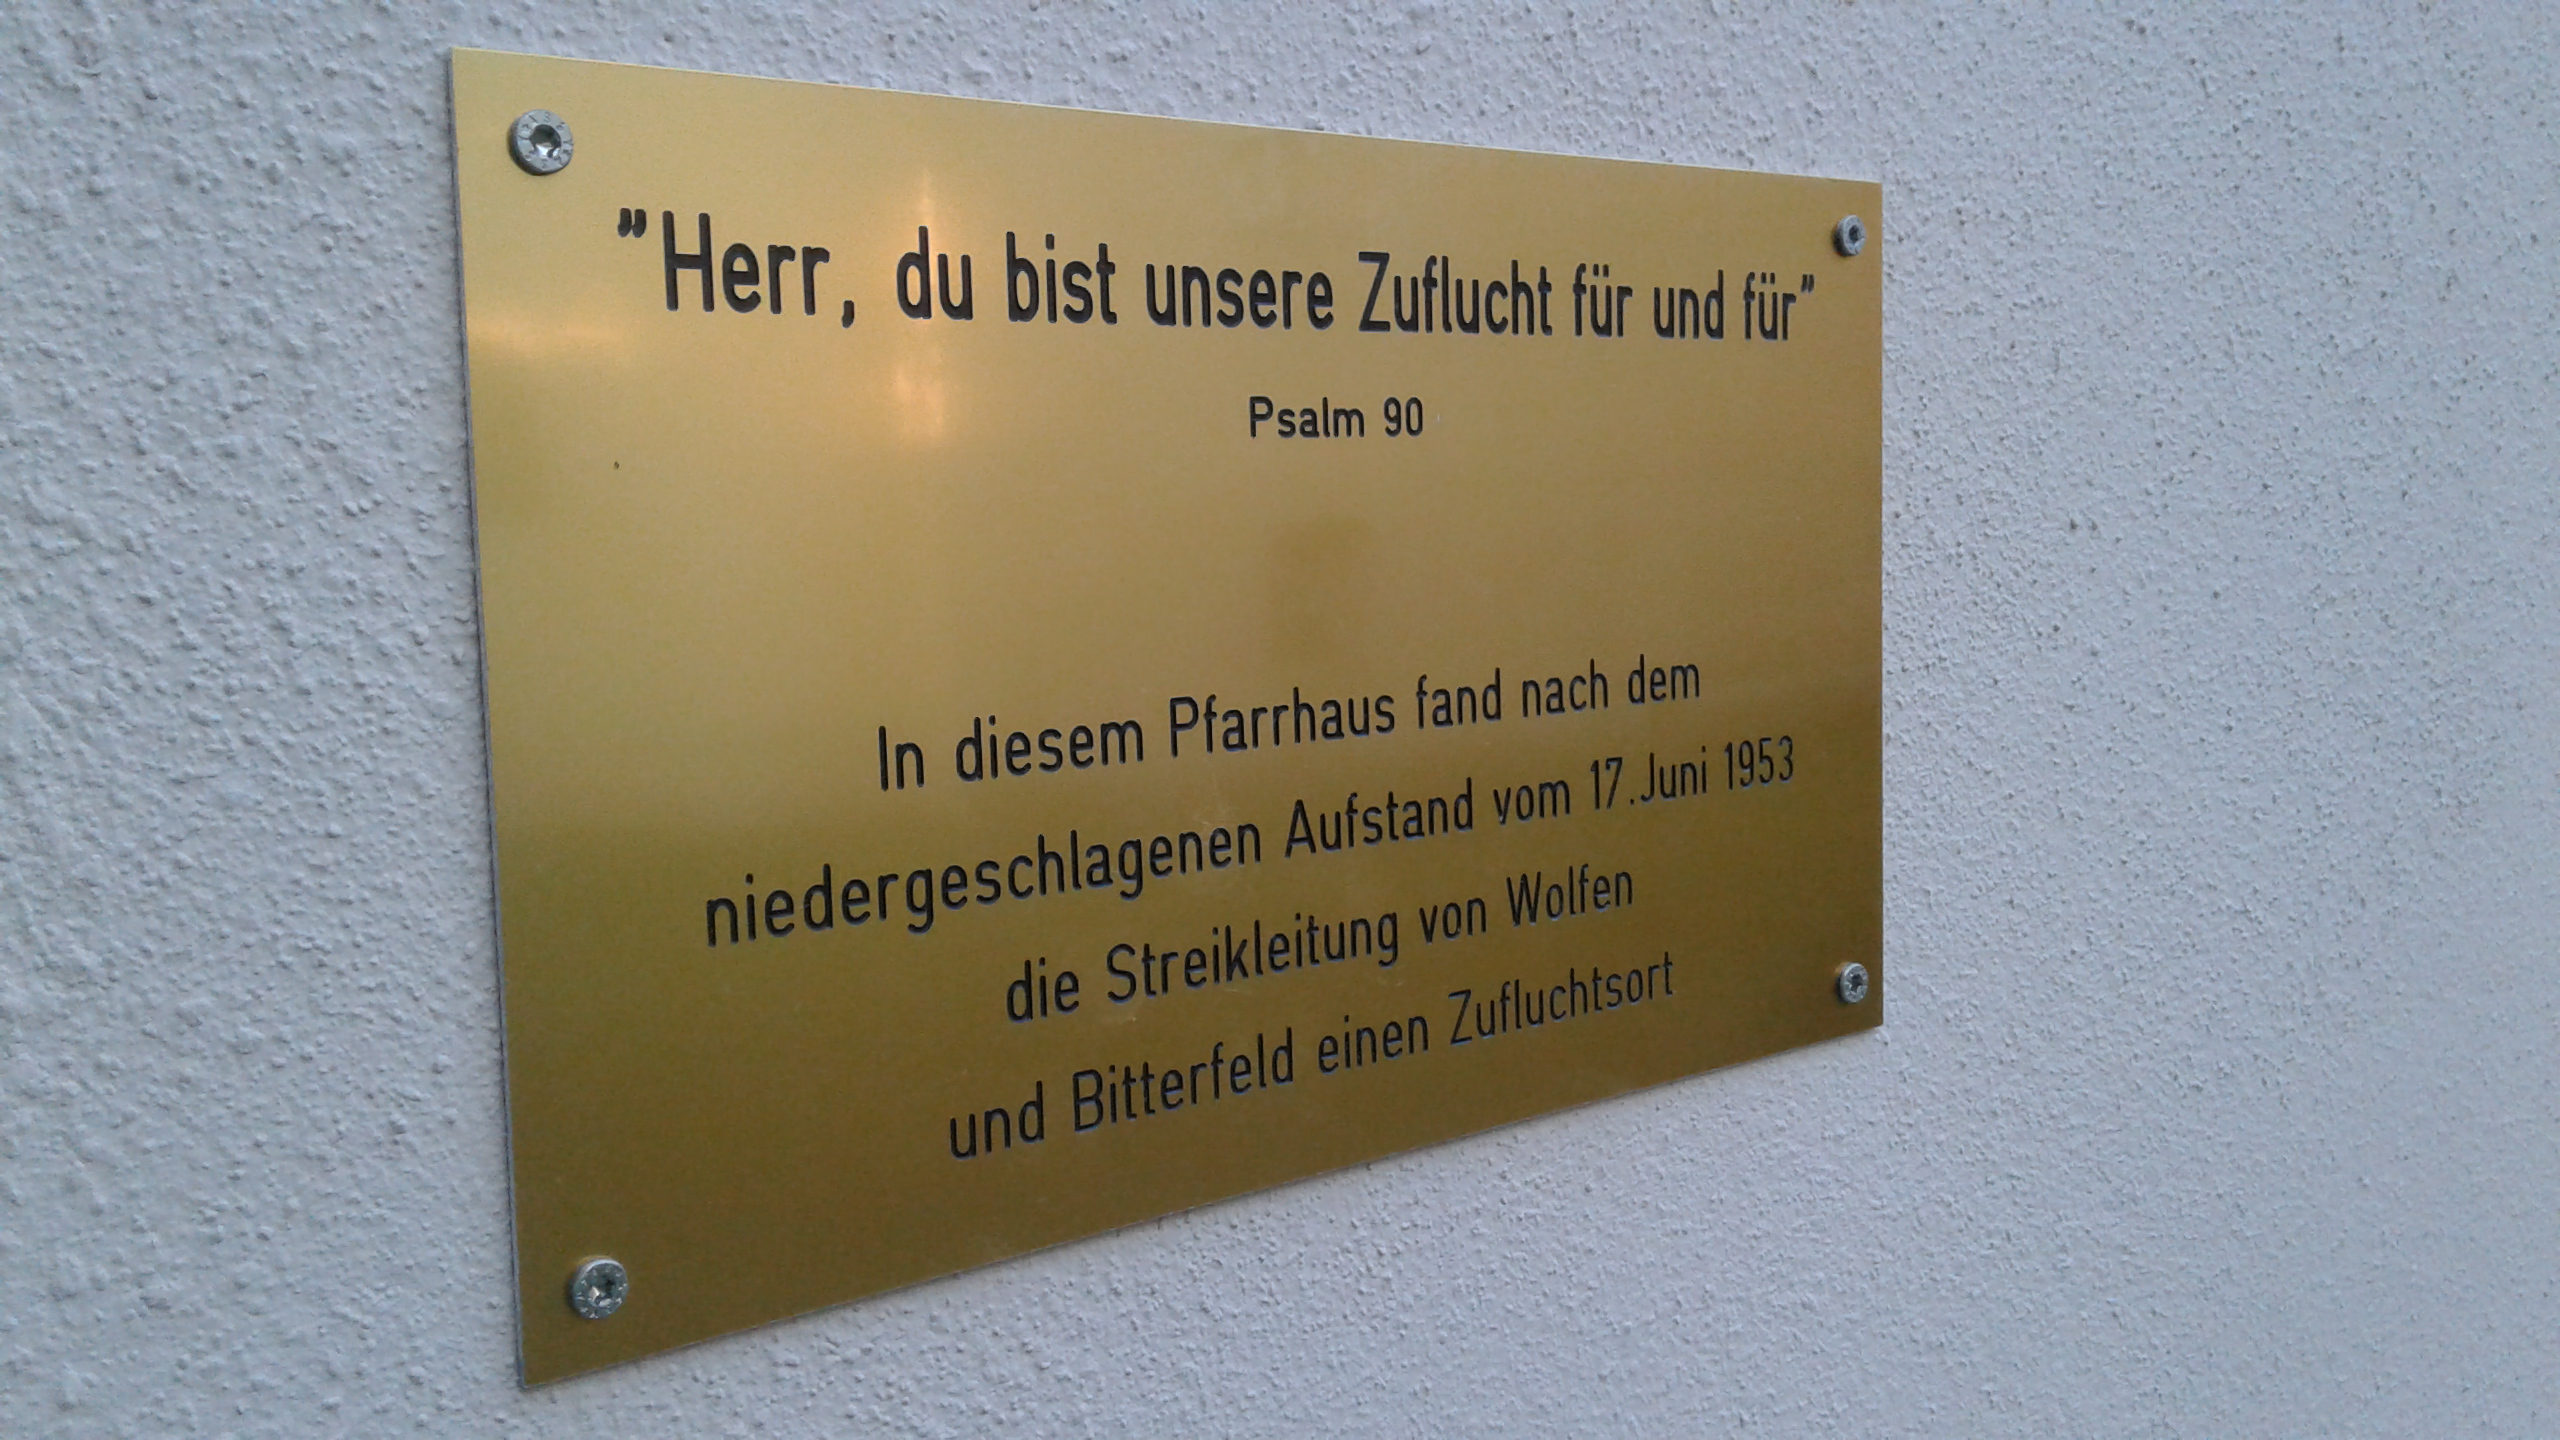 "Herr, du bist unsere Zuflucht für und für"
Psalm 90
In diesem Pfarrhaus fand nach dem
niedergeschlagenen Aufstand vom 17.Juni 1953
die Streikleitung von Wolfen
und Bitterfeld einen Zufluchtsort